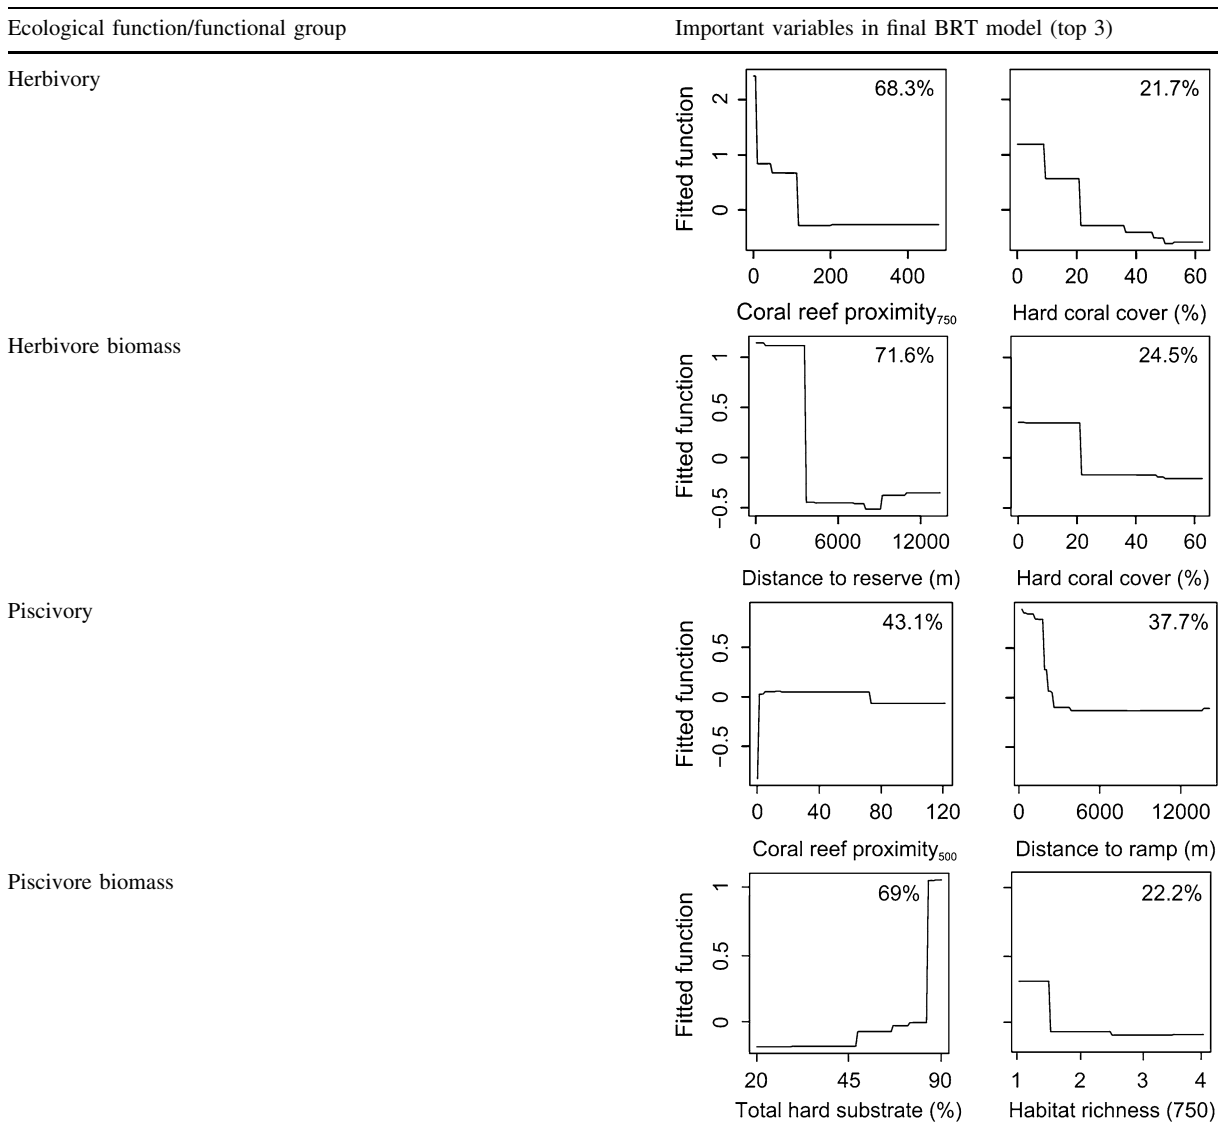 Ecological function/functional group Important variables in final BRT model (top 3)
Herbivory
Fitted function
2
1
0
68.3%
0 200 400
Coral reef proximity750
21.7%
0 20 40 60
Hard coral cover (%)
Herbivore biomass
Fitted function
1
0.5
0
−0.5
71.6%
0 6000 12000
Distance to reserve (m)
24.5%
0 20 40 60
Hard coral cover (%)
Piscivory
Fitted function
0.5
0
−0.5
43.1%
0 40 80 120
Coral reef proximity500
37.7%
0 6000 12000
Distance to ramp (m)
Piscivore biomass
Fitted function
1
0.5
0
69%
20 45 90
Total hard substrate (%)
22.2%
1 2 3 4
Habitat richness (750)